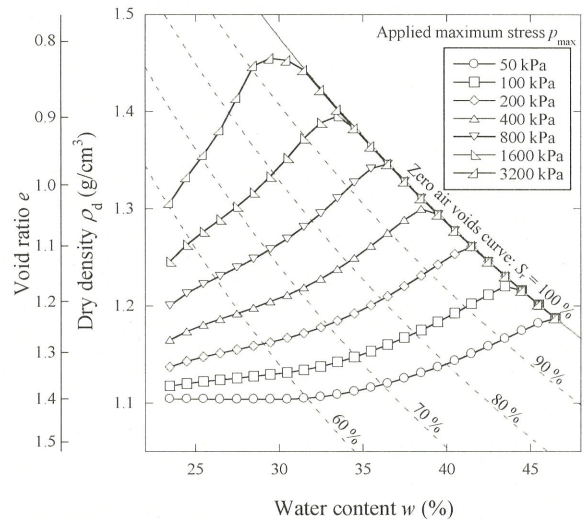 Applied maximum stress p_max
50 kPa
100 kPa
200 kPa
400 kPa
800 kPa
1600 kPa
3200 kPa
Zero air voids curve: S_r = 100 %
90 %
80 %
70 %
60 %
Void ratio e
0.8
0.9
1.0
1.1
1.2
1.3
1.4
1.5
Dry density ρ_d (g/cm³)
1.5
1.4
1.3
1.2
1.1
25 30 35 40 45
Water content w (%)